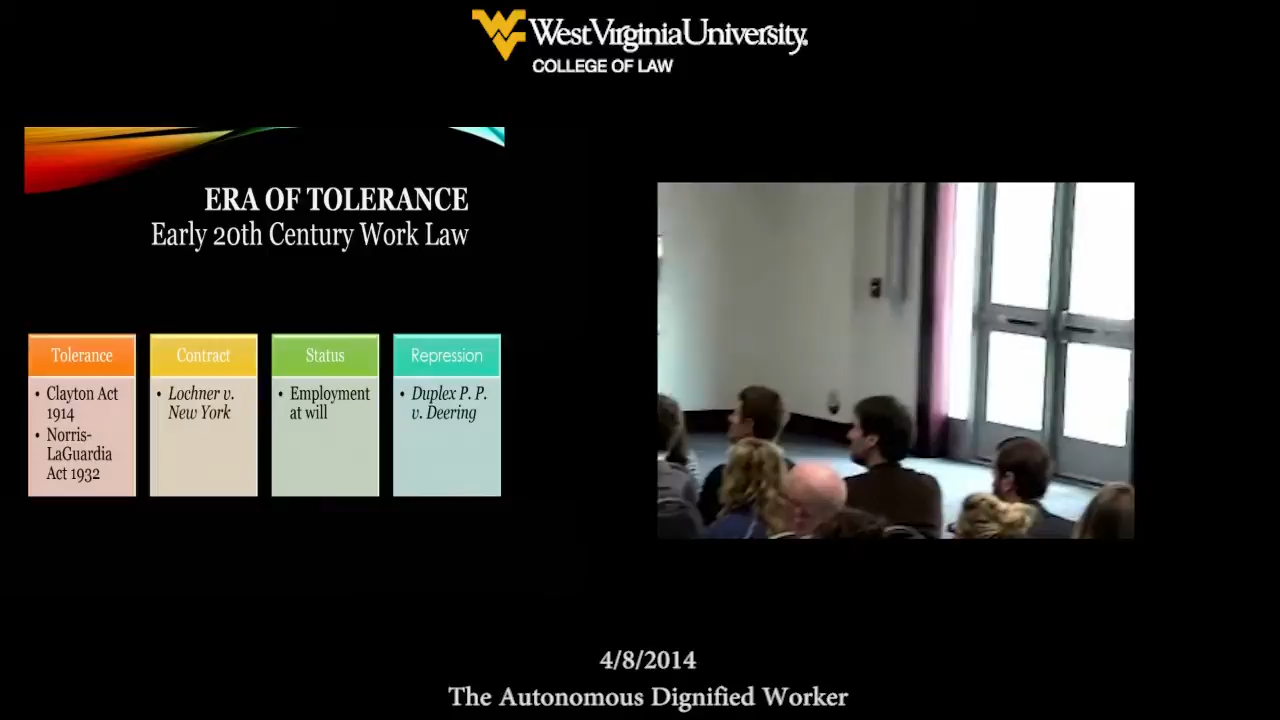 WestVirginiaUniversity.
COLLEGE OF LAW
ERA OF TOLERANCE
Early 20th Century Work Law
Tolerance
• Clayton Act
1914
• Norris-
LaGuardia
Act 1932
Contract
• Lochner v.
New York
Status
• Employment
at will
Repression
• Duplex P. P.
v. Deering
4/8/2014
The Autonomous Dignified Worker